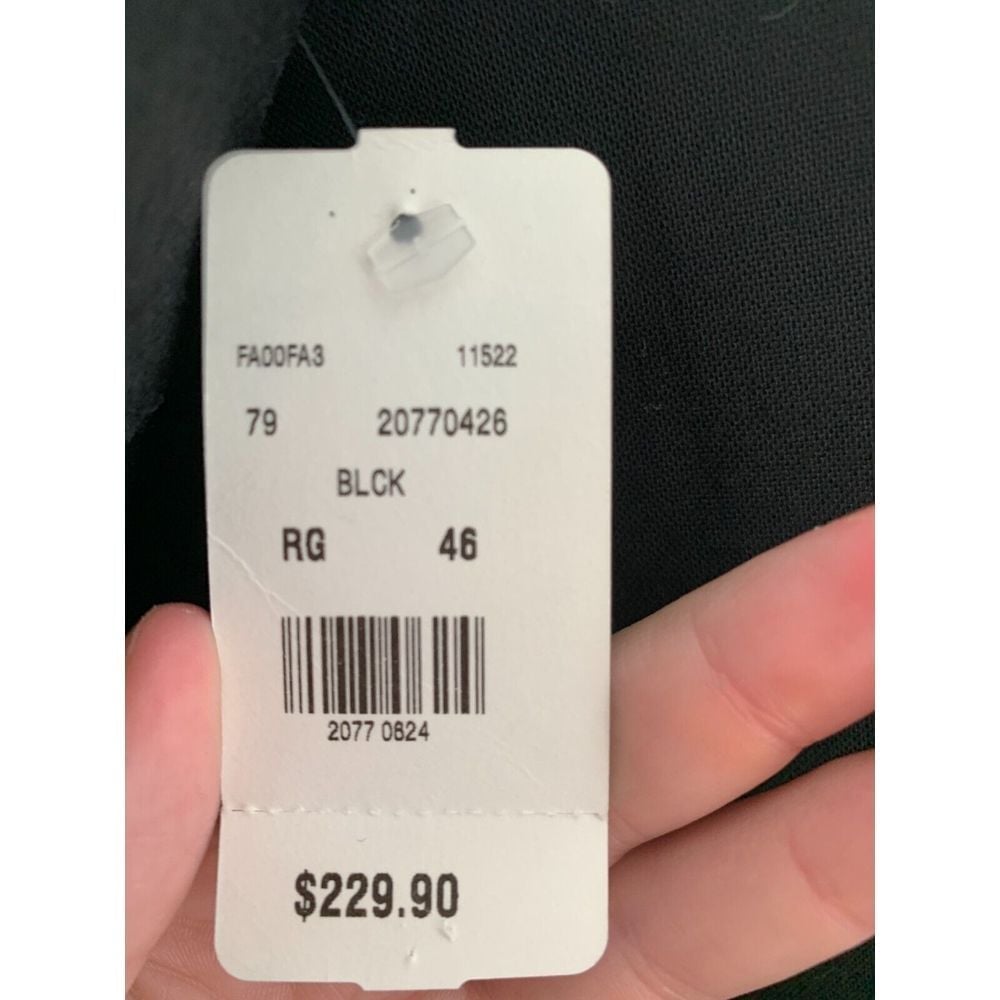 FA00FA3 11522
79 20770426
BLCK
RG 46
2077 0624
$229.90